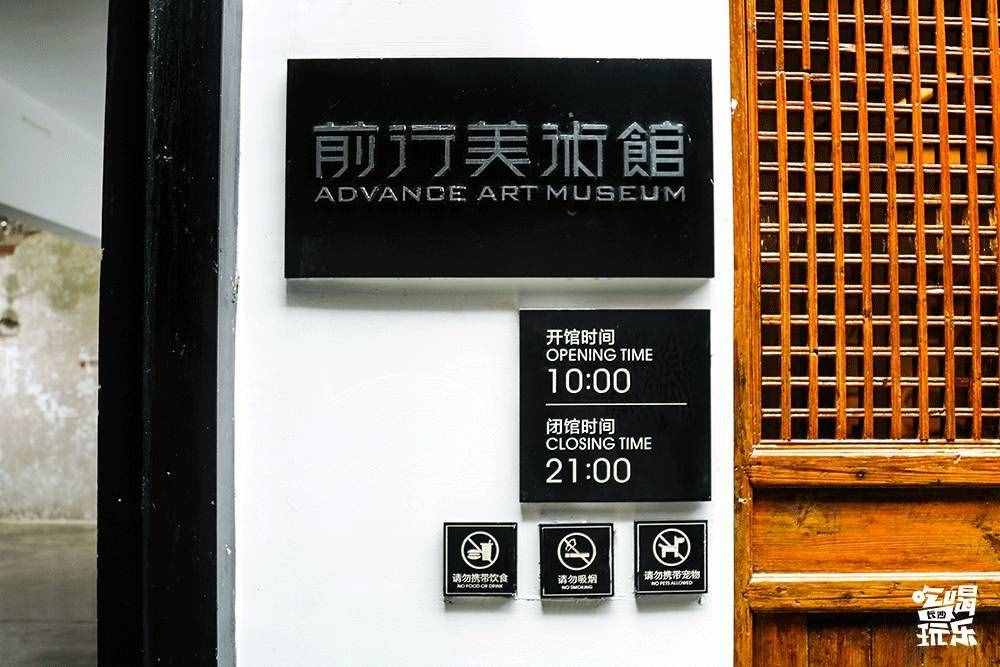 前行美術館
ADVANCE ART MUSEUM
开馆时间
OPENING TIME
10:00
闭馆时间
CLOSING TIME
21:00
请勿携带饮食
NO FOOD OR DRINK
请勿吸烟
NO SMOKING
请勿携带宠物
NO PETS ALLOWED
吃喝
玩乐